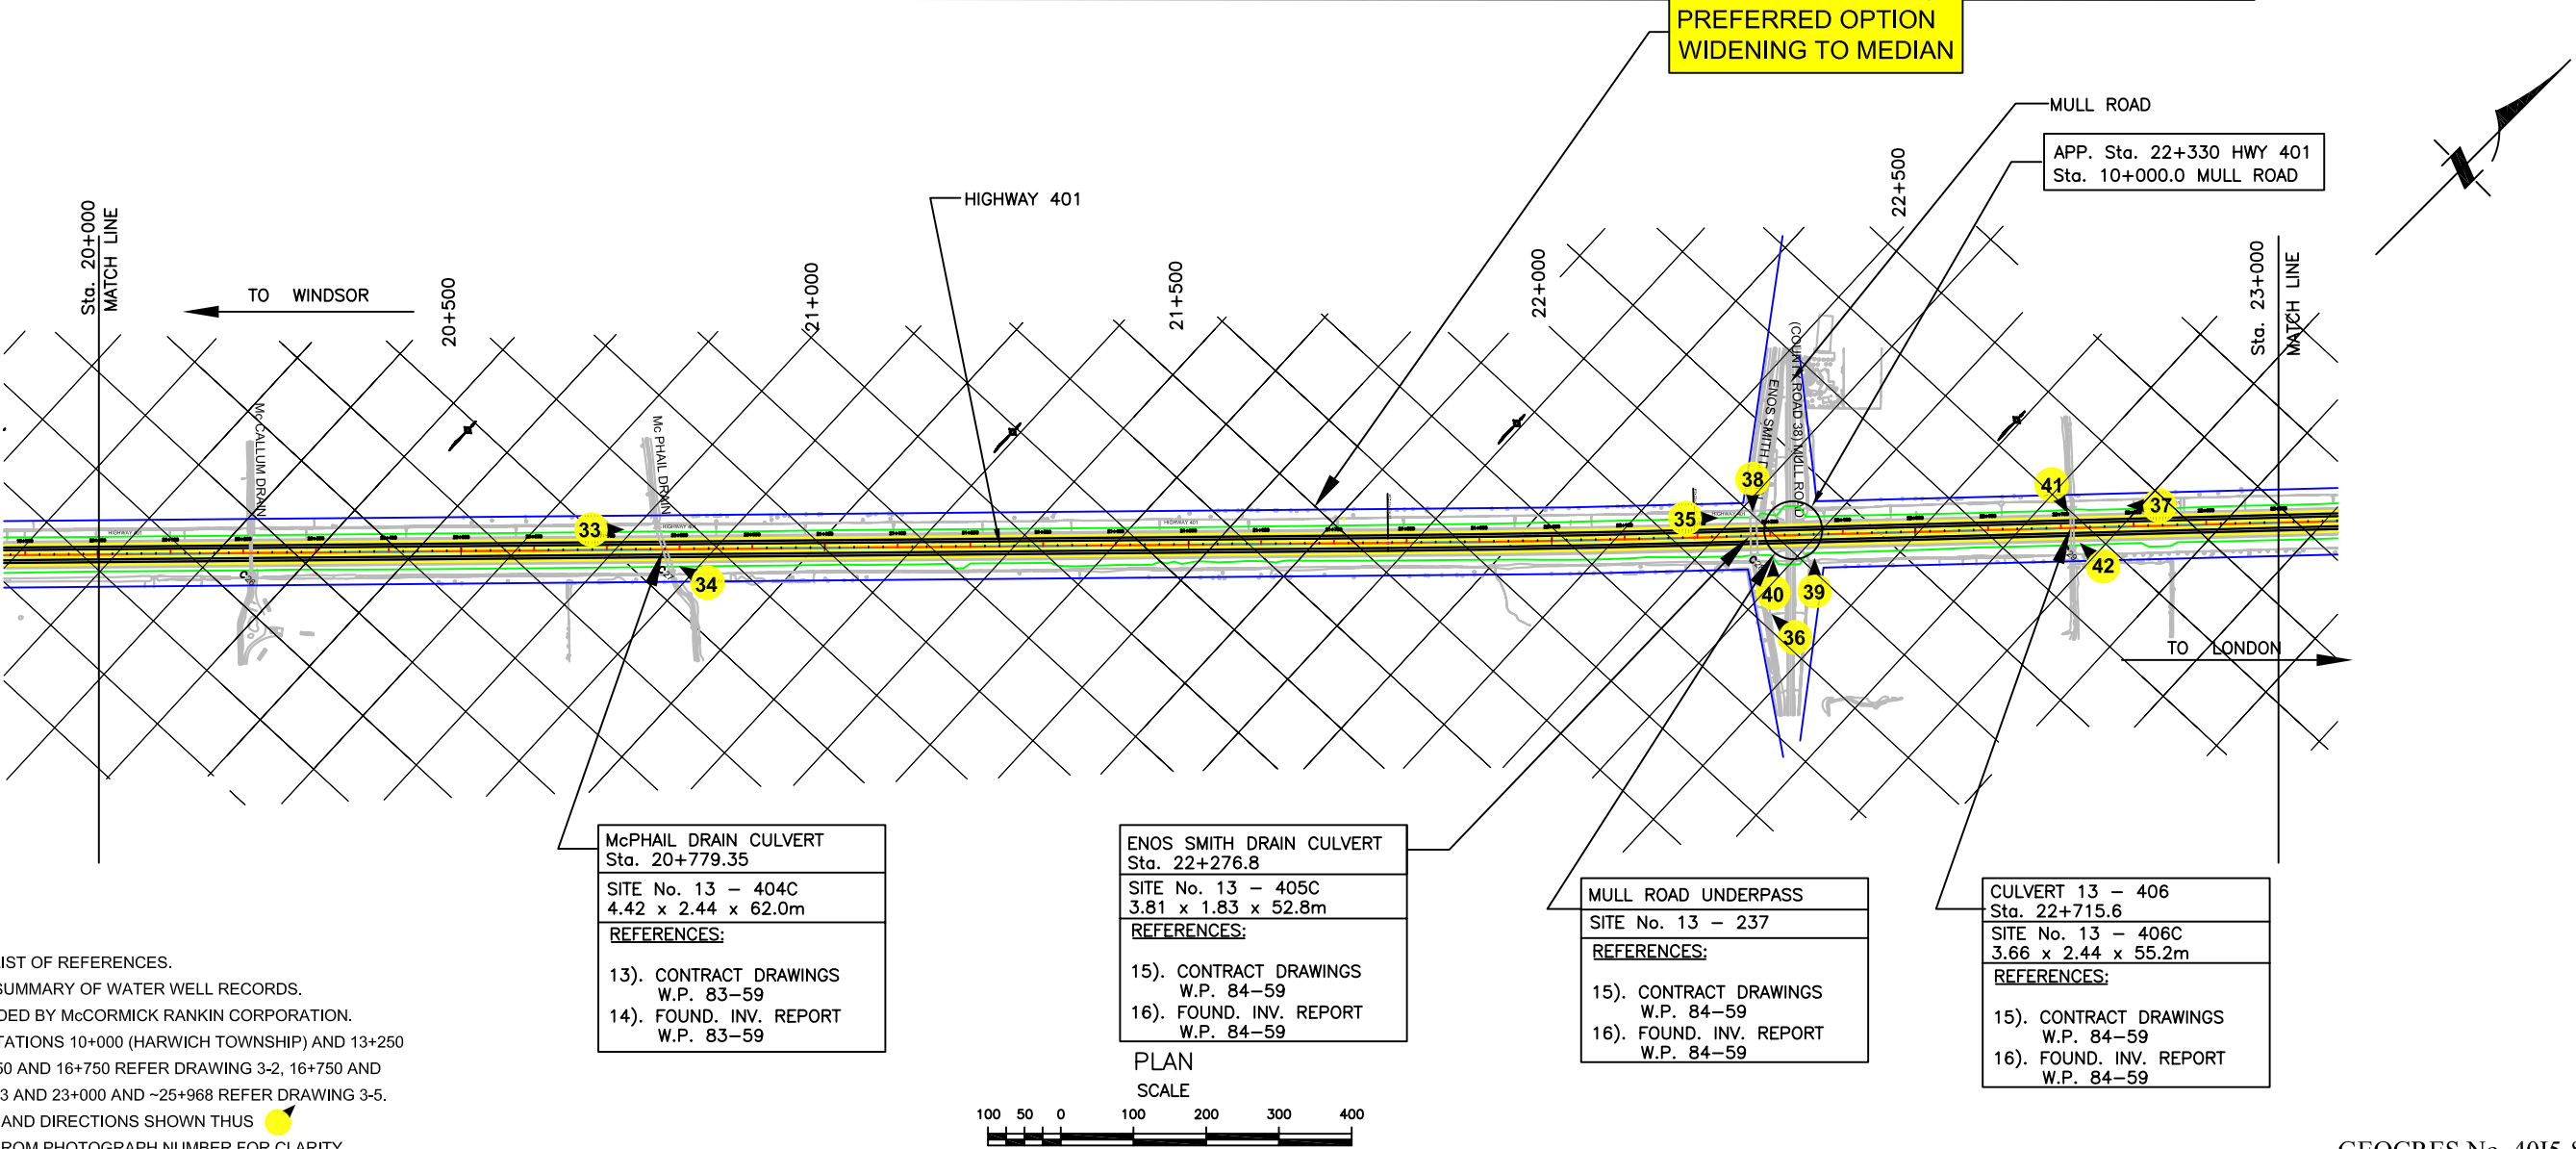 PREFERRED OPTION
WIDENING TO MEDIAN
MULL ROAD
APP. Sta. 22+330 HWY 401
Sta. 10+000.0 MULL ROAD
HIGHWAY 401
Sta. 20+000
MATCH LINE
TO WINDSOR
20+500
21+000
21+500
22+000
22+500
Sta. 23+000
MATCH LINE
McCALLUM DRAIN
Mc PHAIL DRAIN
ENOS SMITH
(COUNTY ROAD 38) MULL ROAD
HIGHWAY 401
33
34
35
38
40
39
36
41
37
42
TO LONDON
McPHAIL DRAIN CULVERT
Sta. 20+779.35
SITE No. 13 – 404C
4.42 x 2.44 x 62.0m
REFERENCES:
13). CONTRACT DRAWINGS
W.P. 83–59
14). FOUND. INV. REPORT
W.P. 83–59
ENOS SMITH DRAIN CULVERT
Sta. 22+276.8
SITE No. 13 – 405C
3.81 x 1.83 x 52.8m
REFERENCES:
15). CONTRACT DRAWINGS
W.P. 84–59
16). FOUND. INV. REPORT
W.P. 84–59
MULL ROAD UNDERPASS
SITE No. 13 – 237
REFERENCES:
15). CONTRACT DRAWINGS
W.P. 84–59
16). FOUND. INV. REPORT
W.P. 84–59
CULVERT 13 – 406
Sta. 22+715.6
SITE No. 13 – 406C
3.66 x 2.44 x 55.2m
REFERENCES:
15). CONTRACT DRAWINGS
W.P. 84–59
16). FOUND. INV. REPORT
W.P. 84–59
IST OF REFERENCES.
SUMMARY OF WATER WELL RECORDS.
DED BY McCORMICK RANKIN CORPORATION.
TATIONS 10+000 (HARWICH TOWNSHIP) AND 13+250
50 AND 16+750 REFER DRAWING 3-2, 16+750 AND
3 AND 23+000 AND ~25+968 REFER DRAWING 3-5.
AND DIRECTIONS SHOWN THUS
ROM PHOTOGRAPH NUMBER FOR CLARITY
PLAN
SCALE
100 50 0 100 200 300 400
GEOCRES No. 40I5-